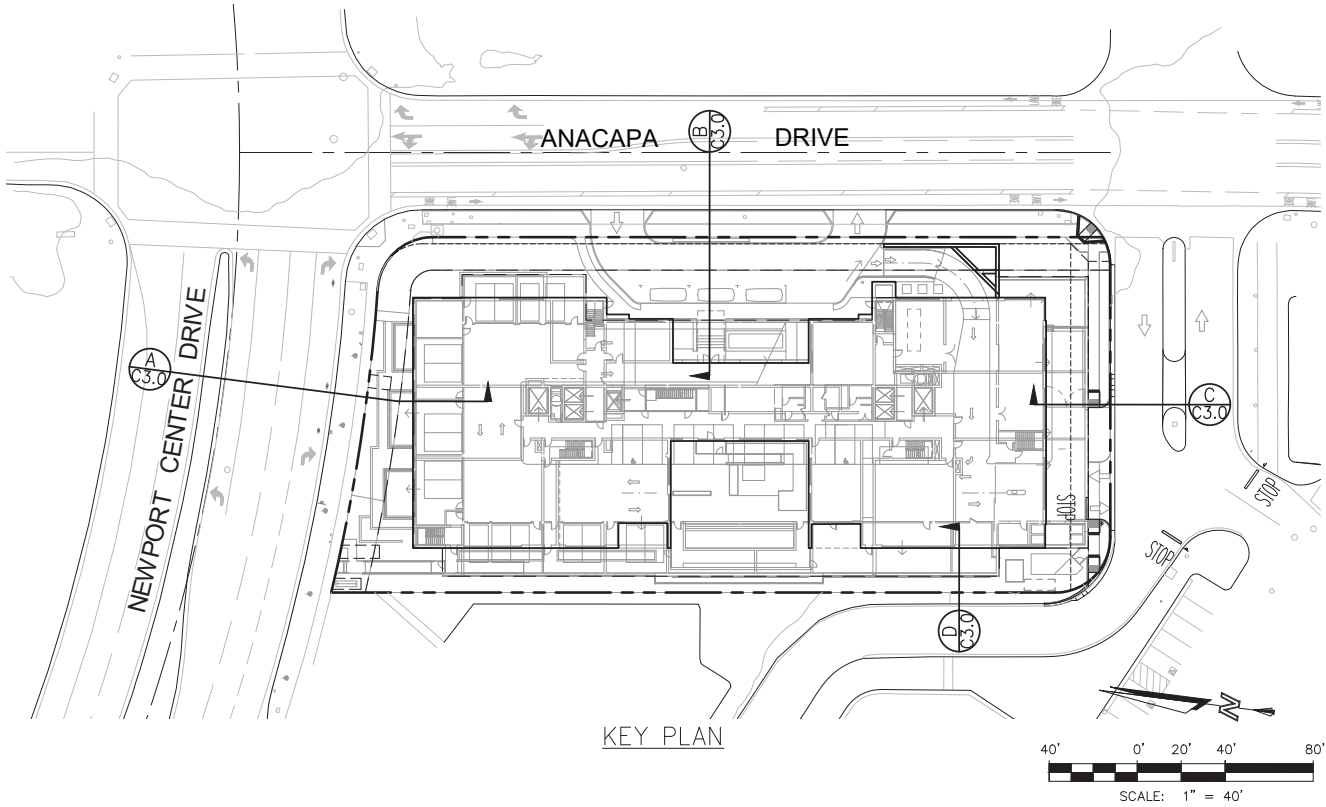 ANACAPA DRIVE
B
C3.0
NEWPORT CENTER DRIVE
A
C3.0
C
C3.0
STOP
STOP
STOP
D
C3.0
N
KEY PLAN
40' 0' 20' 40' 80'
SCALE: 1" = 40'